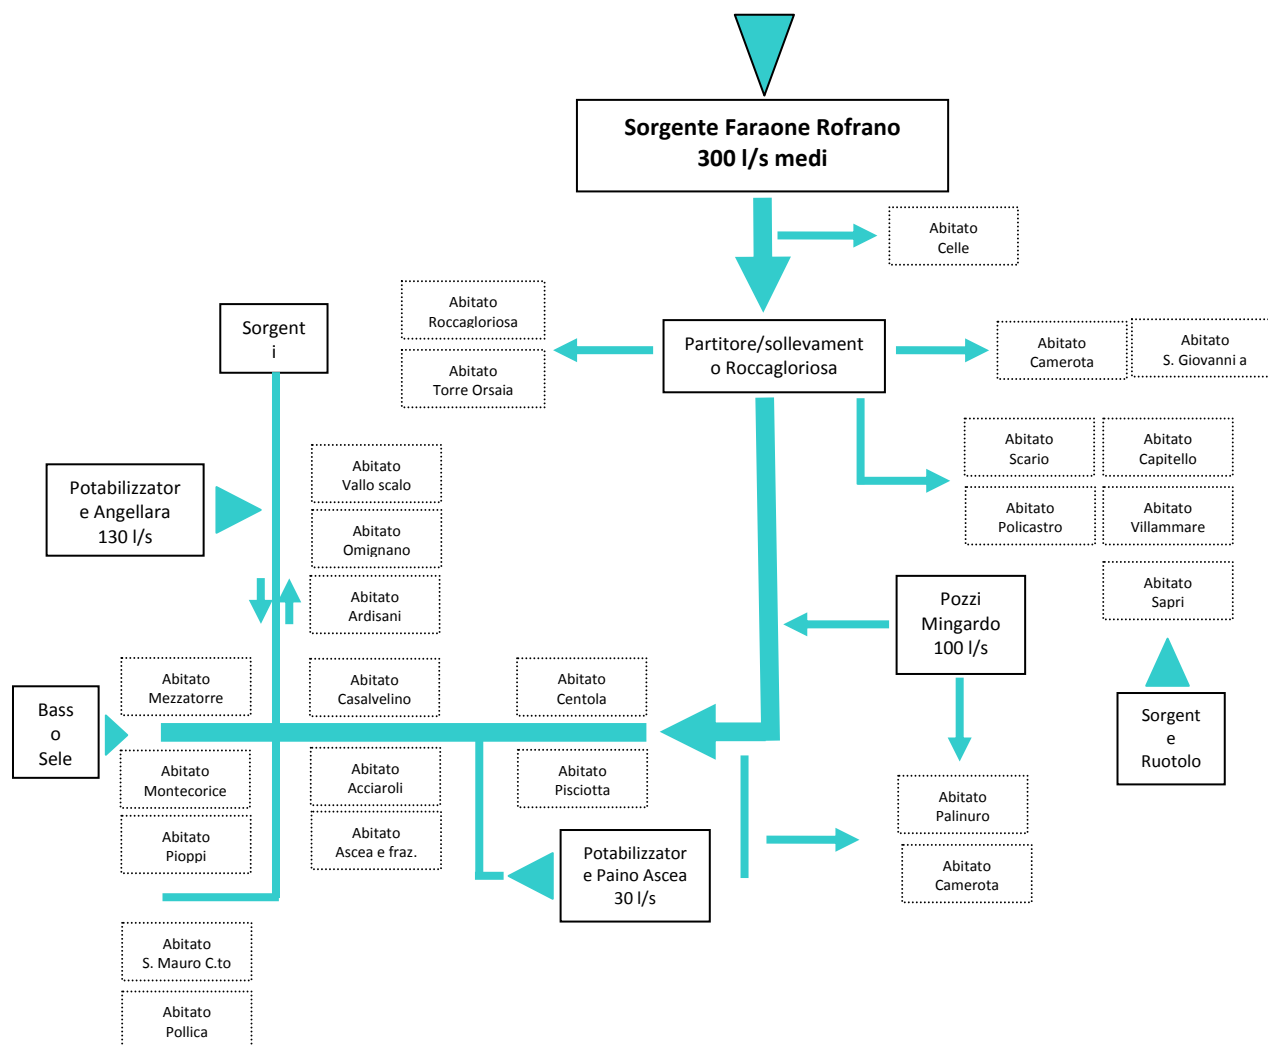 Sorgente Faraone Rofrano
300 l/s medi
Abitato
Celle
Abitato
Roccagloriosa
Abitato
Torre Orsaia
Sorgent
i
Partitore/sollevament
o Roccagloriosa
Abitato
Camerota
Abitato
S. Giovanni a
Abitato
Scario
Abitato
Capitello
Abitato
Policastro
Abitato
Villammare
Abitato
Sapri
Potabilizzator
e Angellara
130 l/s
Abitato
Vallo scalo
Abitato
Omignano
Abitato
Ardisani
Pozzi
Mingardo
100 l/s
Sorgent
e
Ruotolo
Bass
o
Sele
Abitato
Mezzatorre
Abitato
Casalvelino
Abitato
Centola
Abitato
Montecorice
Abitato
Acciaroli
Abitato
Pisciotta
Abitato
Pioppi
Abitato
Ascea e fraz.
Potabilizzator
e Paino Ascea
30 l/s
Abitato
Palinuro
Abitato
Camerota
Abitato
S. Mauro C.to
Abitato
Pollica